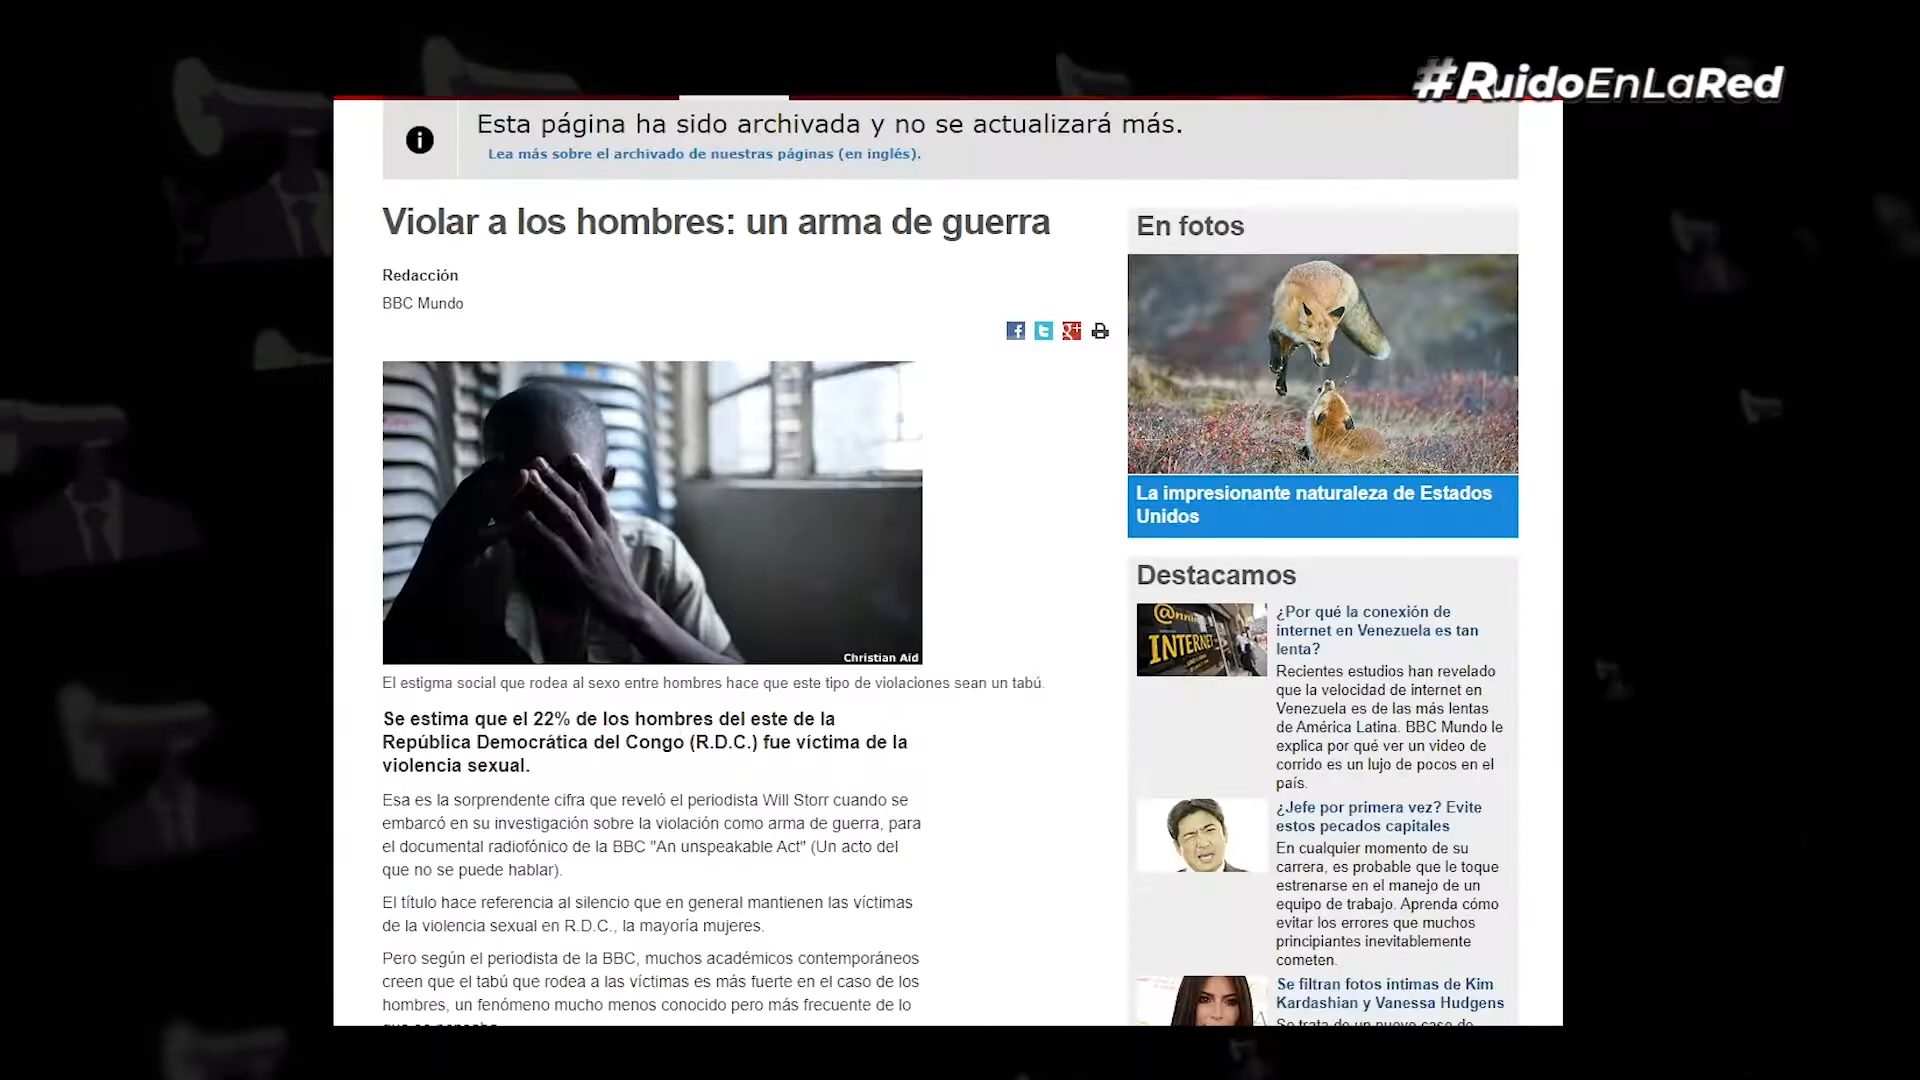 #RuidoEnLaRed
Esta página ha sido archivada y no se actualizará más.
Lea más sobre el archivado de nuestras páginas (en inglés).
Violar a los hombres: un arma de guerra
Redacción
BBC Mundo
Christian Aid
El estigma social que rodea al sexo entre hombres hace que este tipo de violaciones sean un tabú.
Se estima que el 22% de los hombres del este de la
República Democrática del Congo (R.D.C.) fue víctima de la
violencia sexual.
Esa es la sorprendente cifra que reveló el periodista Will Storr cuando se
embarcó en su investigación sobre la violación como arma de guerra, para
el documental radiofónico de la BBC "An unspeakable Act" (Un acto del
que no se puede hablar).
El título hace referencia al silencio que en general mantienen las víctimas
de la violencia sexual en R.D.C., la mayoría mujeres.
Pero según el periodista de la BBC, muchos académicos contemporáneos
creen que el tabú que rodea a las víctimas es más fuerte en el caso de los
hombres, un fenómeno mucho menos conocido pero más frecuente de lo
En fotos
La impresionante naturaleza de Estados
Unidos
Destacamos
INTERNET
¿Por qué la conexión de
internet en Venezuela es tan
lenta?
Recientes estudios han revelado
que la velocidad de internet en
Venezuela es de las más lentas
de América Latina. BBC Mundo le
explica por qué ver un video de
corrido es un lujo de pocos en el
país.
¿Jefe por primera vez? Evite
estos pecados capitales
En cualquier momento de su
carrera, es probable que le toque
estrenarse en el manejo de un
equipo de trabajo. Aprenda cómo
evitar los errores que muchos
principiantes inevitablemente
cometen.
Se filtran fotos íntimas de Kim
Kardashian y Vanessa Hudgens
Se trata de un nuevo caso de